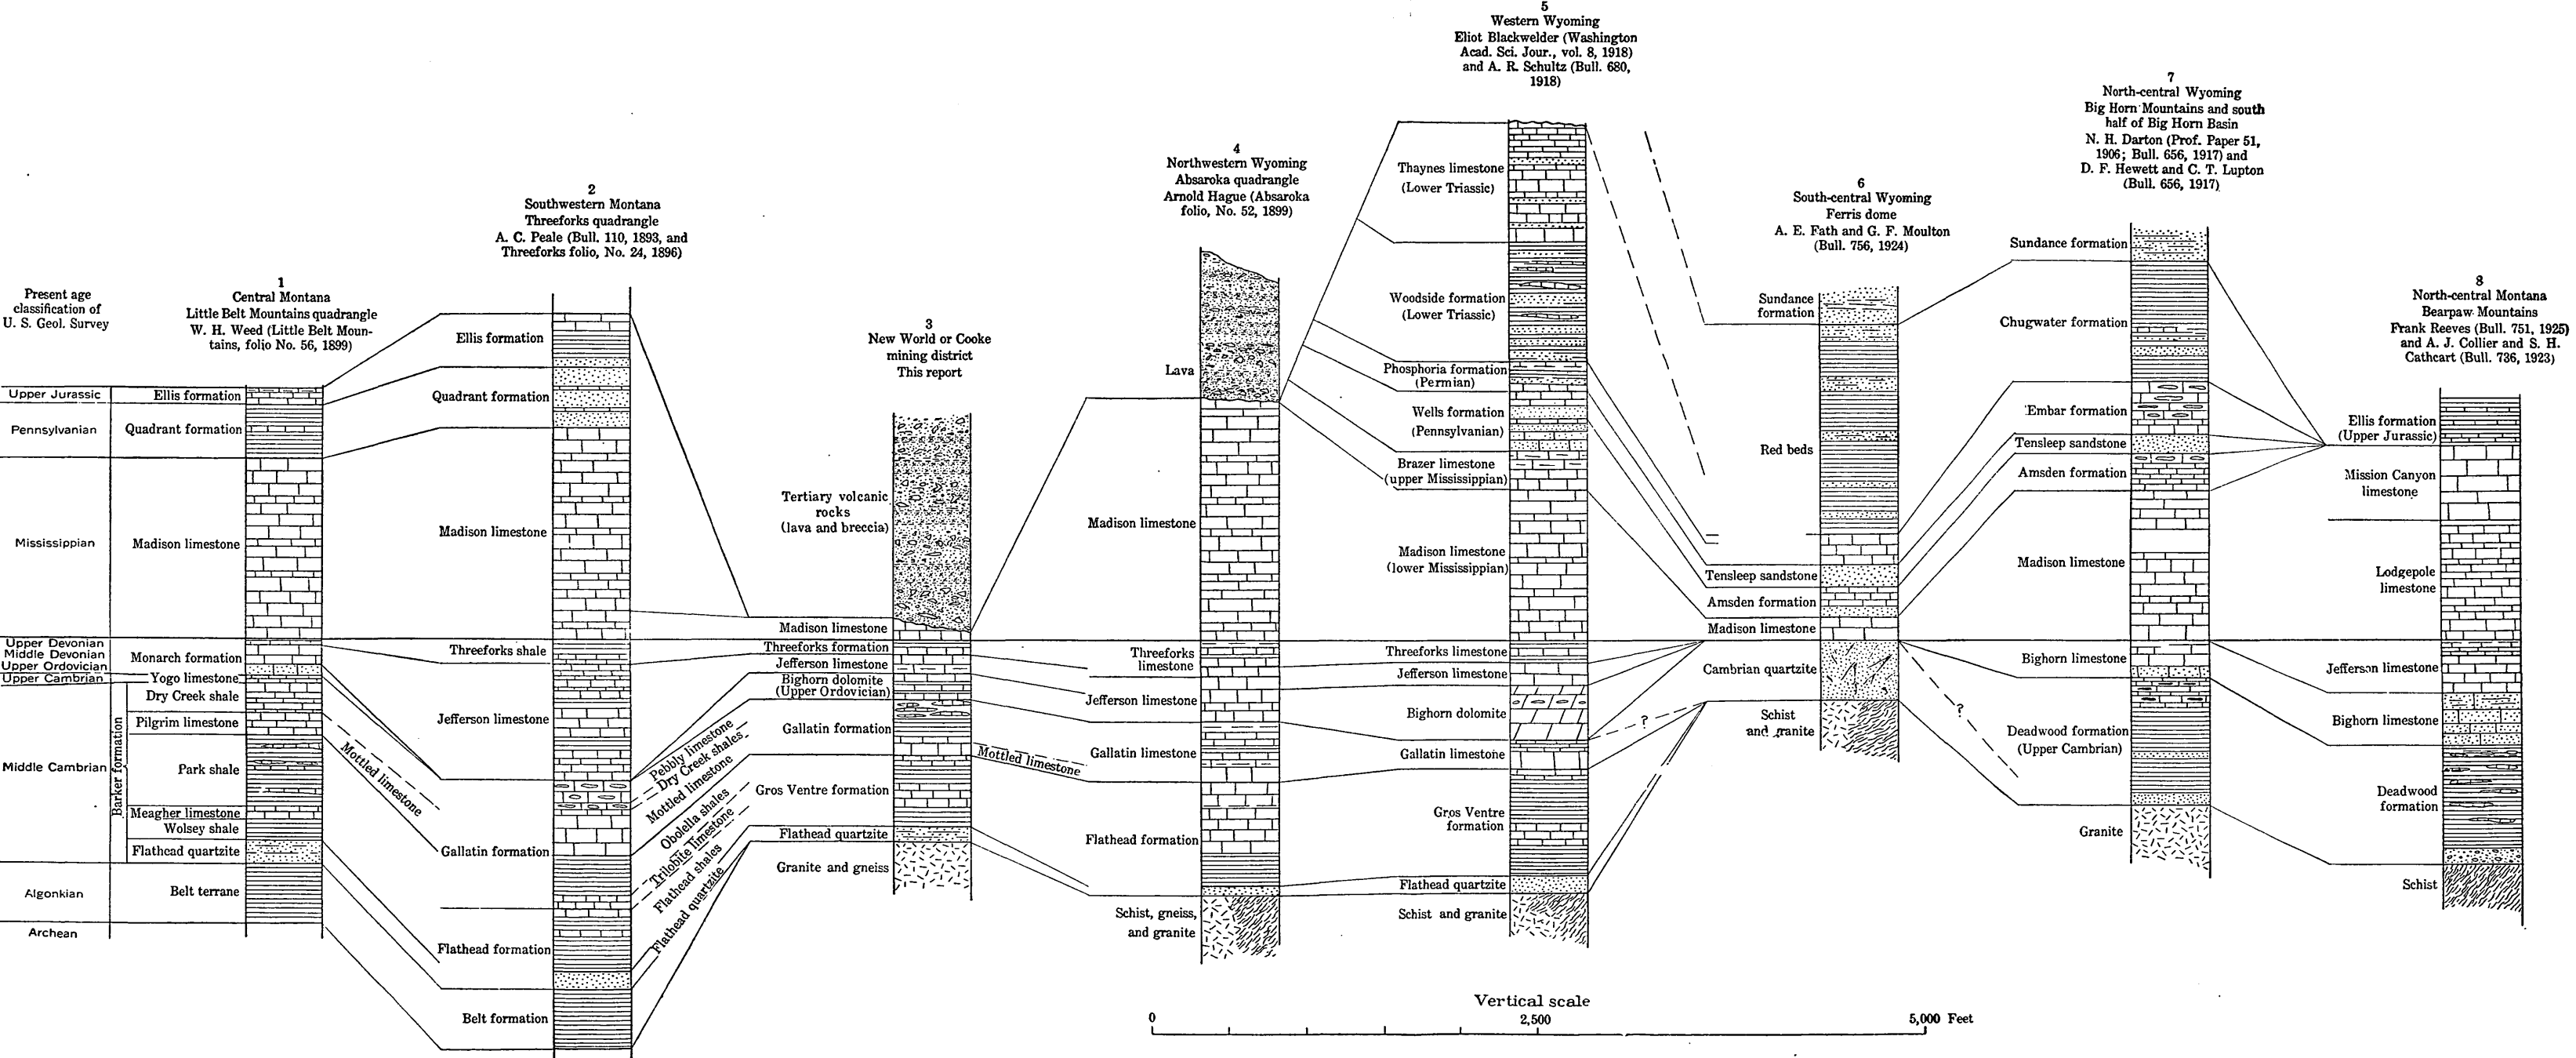 Present age
classification of
U. S. Geol. Survey
Upper Jurassic
Pennsylvanian
Mississippian
Upper Devonian
Middle Devonian
Upper Ordovician
Upper Cambrian
Middle Cambrian
Algonkian
Archean
1
Central Montana
Little Belt Mountains quadrangle
W. H. Weed (Little Belt Moun-
tains, folio No. 56, 1899)
Ellis formation
Quadrant formation
Madison limestone
Monarch formation
Yogo limestone
Dry Creek shale
Pilgrim limestone
Park shale
Meagher limestone
Wolsey shale
Flathead quartzite
Barker formation
Belt terrane
Mottled limestone
2
Southwestern Montana
Threeforks quadrangle
A. C. Peale (Bull. 110, 1893, and
Threeforks folio, No. 24, 1896)
Ellis formation
Quadrant formation
Madison limestone
Threeforks shale
Jefferson limestone
Gallatin formation
Flathead formation
Belt formation
Pebbly limestone
Dry Creek shales
Mottled limestone
Obolella shales
Trilobite limestone
Flathead shales
Flathead quartzite
3
New World or Cooke
mining district
This report
Tertiary volcanic
rocks
(lava and breccia)
Madison limestone
Threeforks formation
Jefferson limestone
Bighorn dolomite
(Upper Ordovician)
Gallatin formation
Gros Ventre formation
Flathead quartzite
Granite and gneiss
Mottled limestone
4
Northwestern Wyoming
Absaroka quadrangle
Arnold Hague (Absaroka
folio, No. 52, 1899)
Lava
Madison limestone
Threeforks
limestone
Jefferson limestone
Gallatin limestone
Flathead formation
Schist, gneiss,
and granite
5
Western Wyoming
Eliot Blackwelder (Washington
Acad. Sci. Jour., vol. 8, 1918)
and A. R. Schultz (Bull. 680,
1918)
Thaynes limestone
(Lower Triassic)
Woodside formation
(Lower Triassic)
Phosphoria formation
(Permian)
Wells formation
(Pennsylvanian)
Brazer limestone
(upper Mississippian)
Madison limestone
(lower Mississippian)
Threeforks limestone
Jefferson limestone
Bighorn dolomite
Gallatin limestone
Gros Ventre
formation
Flathead quartzite
Schist and granite
?
6
South-central Wyoming
Ferris dome
A. E. Fath and G. F. Moulton
(Bull. 756, 1924)
Sundance
formation
Red beds
Tensleep sandstone
Amsden formation
Madison limestone
Cambrian quartzite
Schist
and granite
?
7
North-central Wyoming
Big Horn Mountains and south
half of Big Horn Basin
N. H. Darton (Prof. Paper 51,
1906; Bull. 656, 1917) and
D. F. Hewett and C. T. Lupton
(Bull. 656, 1917)
Sundance formation
Chugwater formation
Embar formation
Tensleep sandstone
Amsden formation
Madison limestone
Bighorn limestone
Deadwood formation
(Upper Cambrian)
Granite
8
North-central Montana
Bearpaw Mountains
Frank Reeves (Bull. 751, 1925)
and A. J. Collier and S. H.
Cathcart (Bull. 736, 1923)
Ellis formation
(Upper Jurassic)
Mission Canyon
limestone
Lodgepole
limestone
Jefferson limestone
Bighorn limestone
Deadwood
formation
Schist
Vertical scale
0 2,500 5,000 Feet